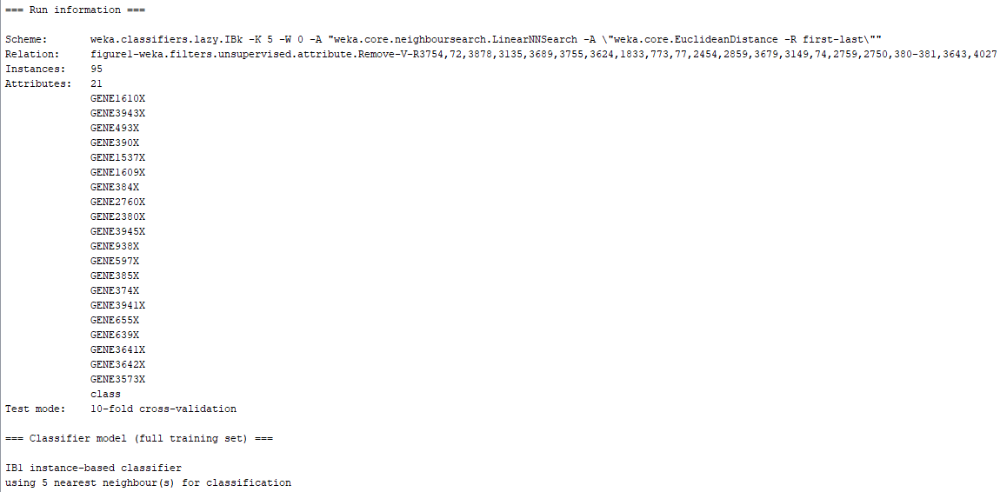 === Run information ===
Scheme: weka.classifiers.lazy.IBk -K 5 -W 0 -A "weka.core.neighboursearch.LinearNNSearch -A \"weka.core.EuclideanDistance -R first-last\""
Relation: figure1-weka.filters.unsupervised.attribute.Remove-V-R3754,72,3878,3135,3689,3755,3624,1833,773,77,2454,2859,3679,3149,74,2759,2750,380-381,3643,4027
Instances: 95
Attributes: 21
GENE1610X
GENE3943X
GENE493X
GENE390X
GENE1537X
GENE1609X
GENE384X
GENE2760X
GENE2380X
GENE3945X
GENE938X
GENE597X
GENE385X
GENE374X
GENE3941X
GENE655X
GENE639X
GENE3641X
GENE3642X
GENE3573X
class
Test mode: 10-fold cross-validation
=== Classifier model (full training set) ===
IB1 instance-based classifier
using 5 nearest neighbour(s) for classification